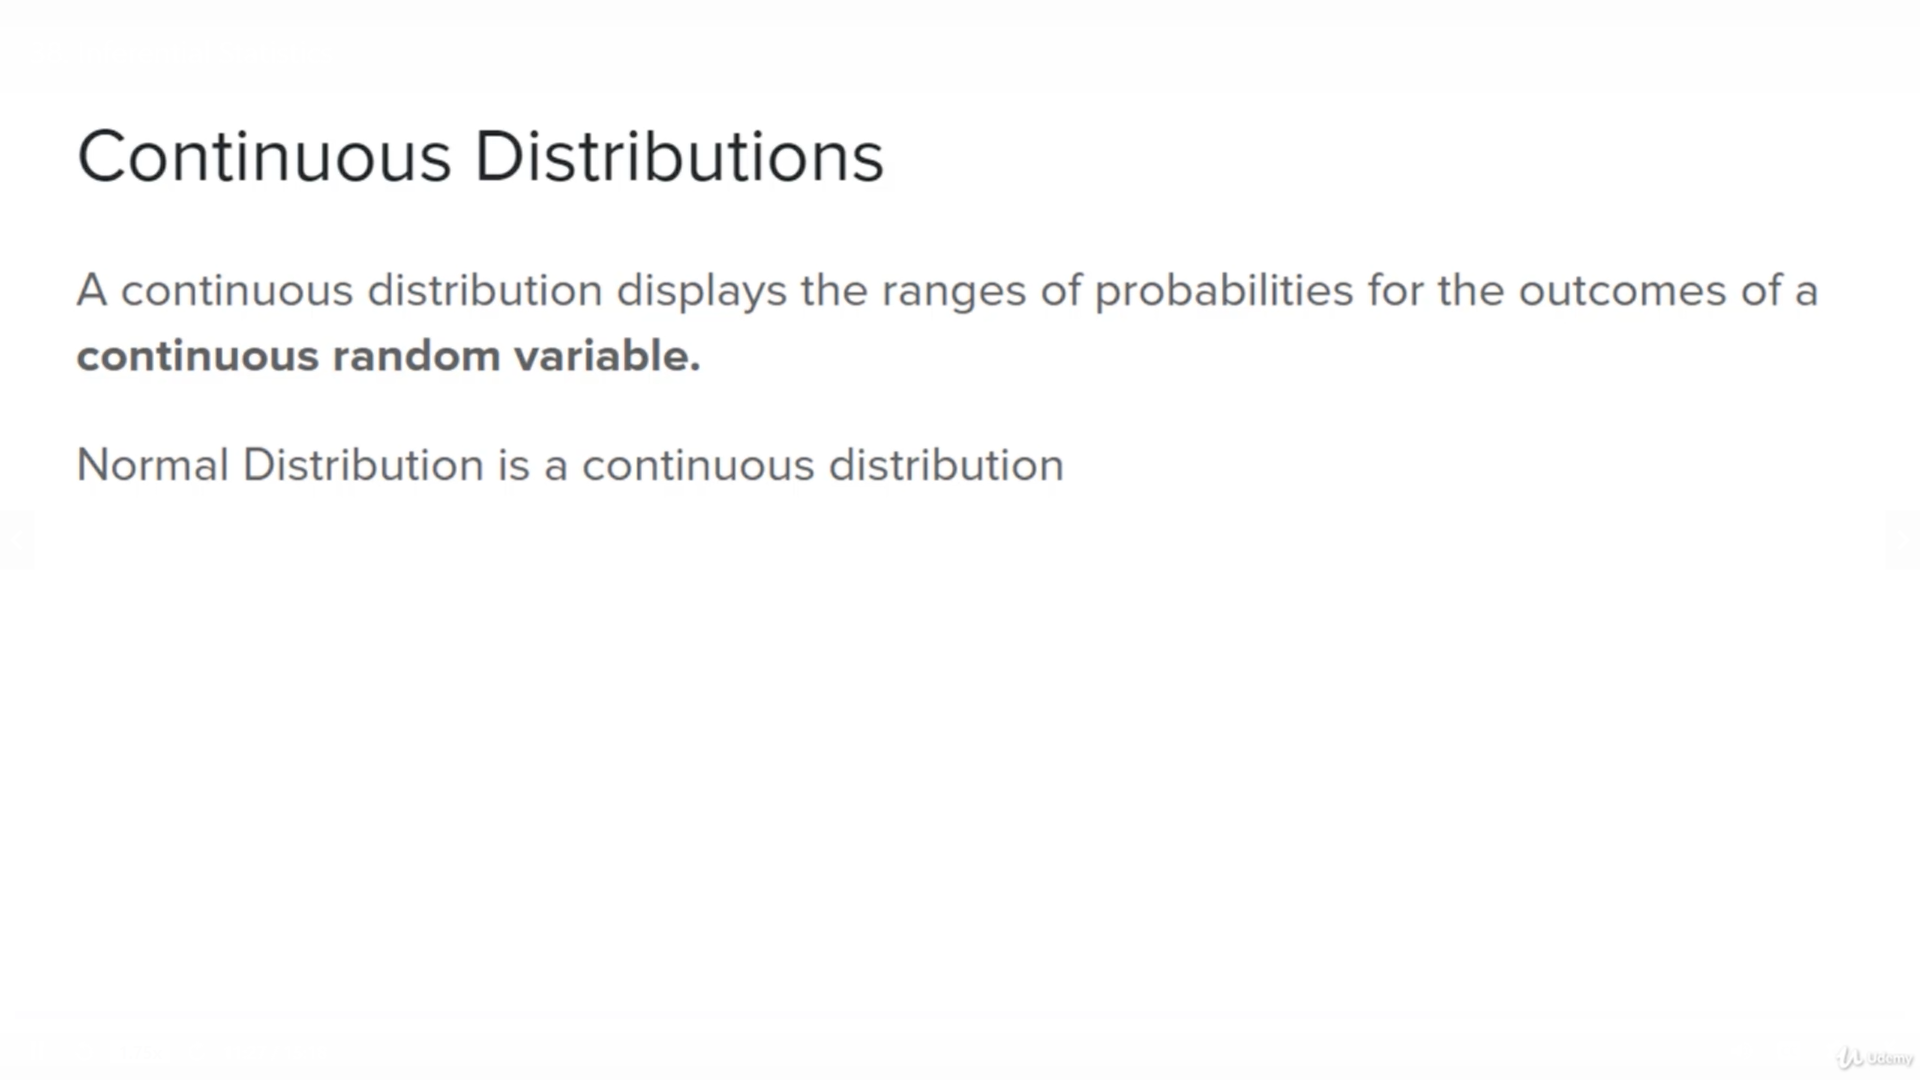 Continuous Distributions
A continuous distribution displays the ranges of probabilities for the outcomes of a
continuous random variable.
Normal Distribution is a continuous distribution
Udemy